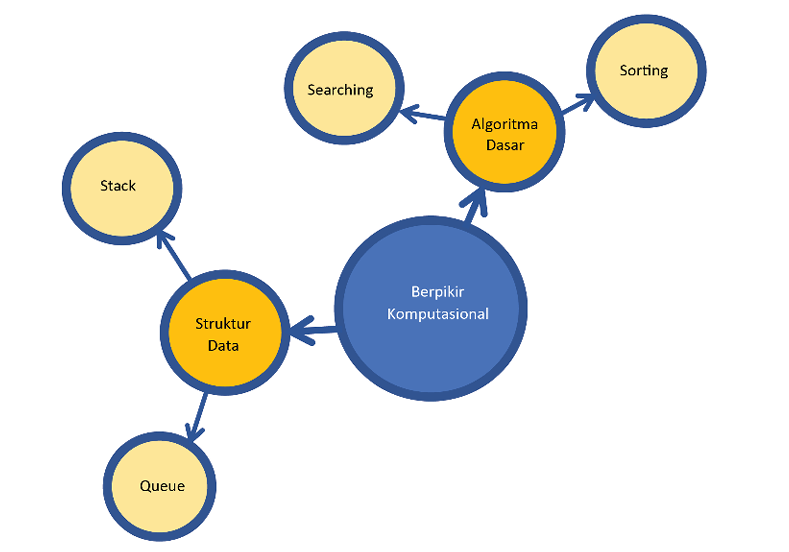 Searching
Sorting
Algoritma
Dasar
Stack
Berpikir
Komputasional
Struktur
Data
Queue